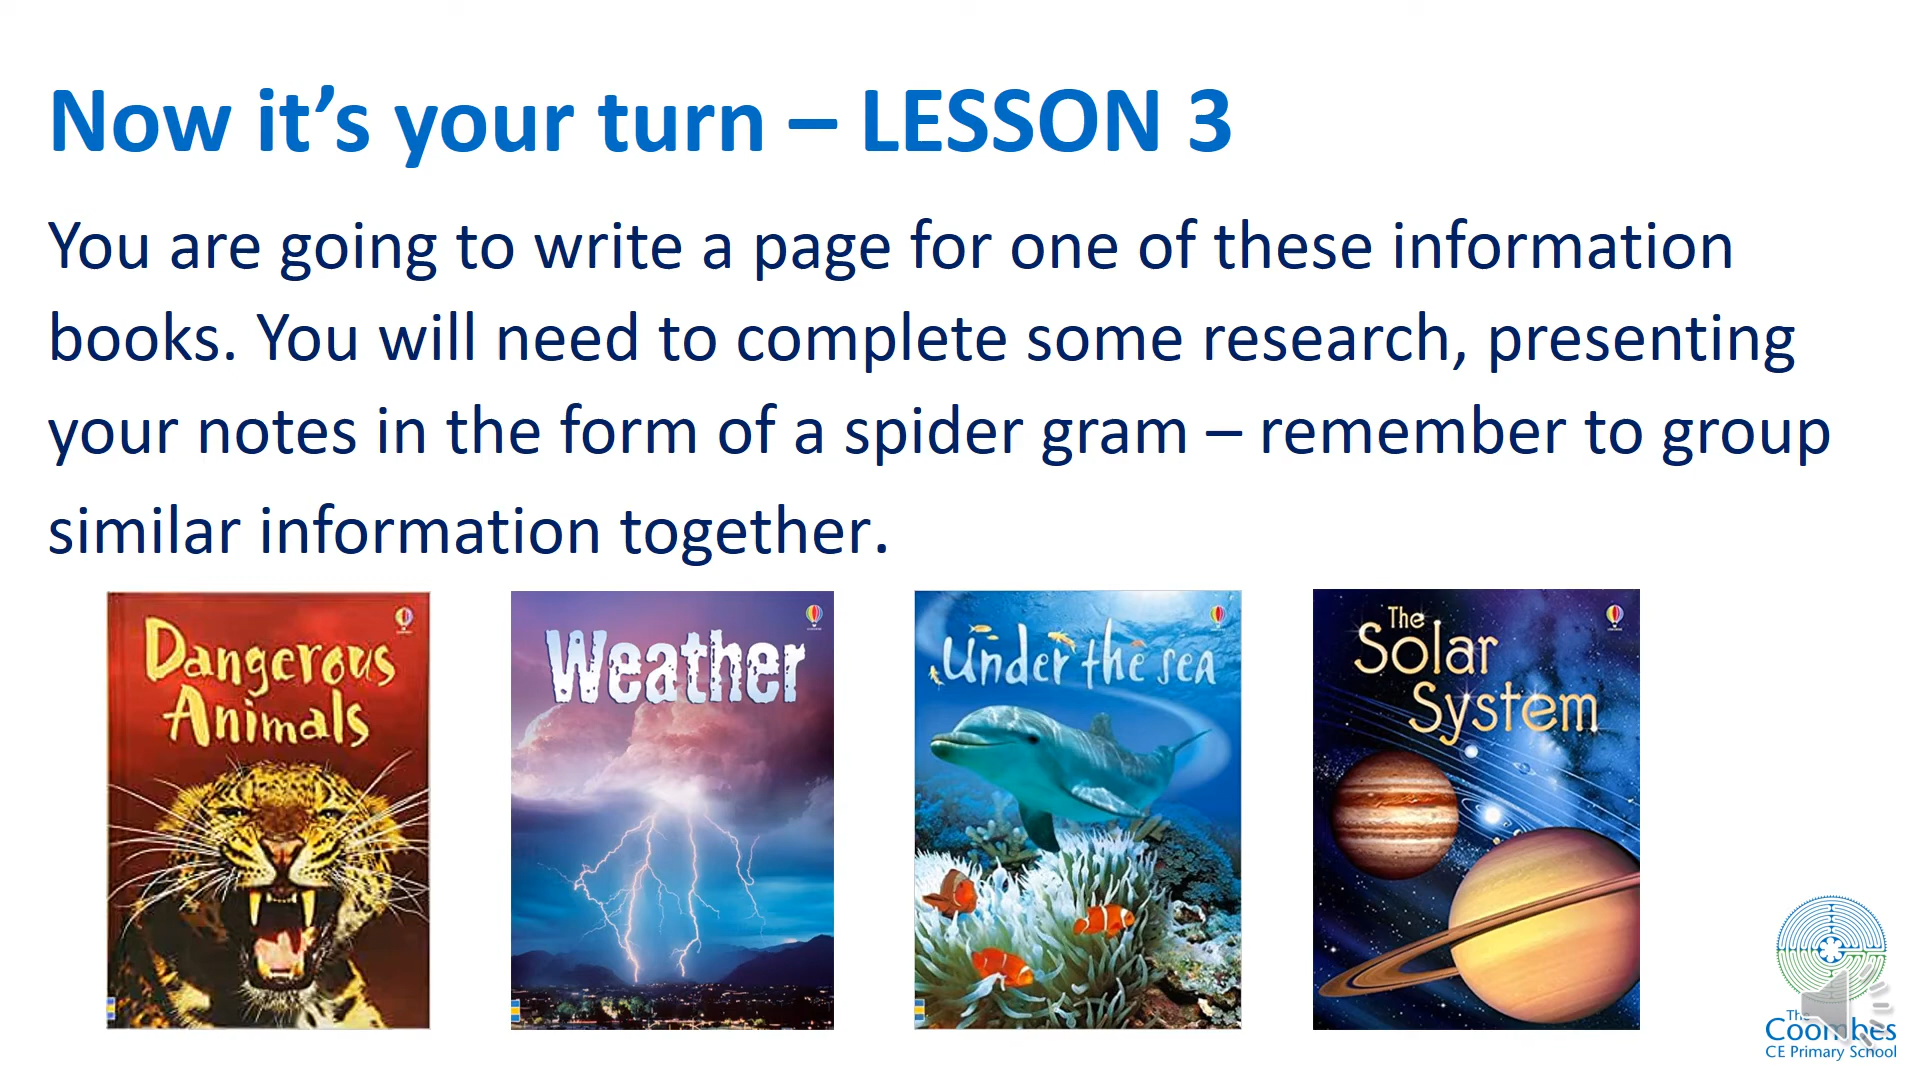 Now it’s your turn – LESSON 3
You are going to write a page for one of these information
books. You will need to complete some research, presenting
your notes in the form of a spider gram – remember to group
similar information together.
Dangerous
Animals
Weather
Under the sea
The
Solar
System
The
Coombes
CE Primary School